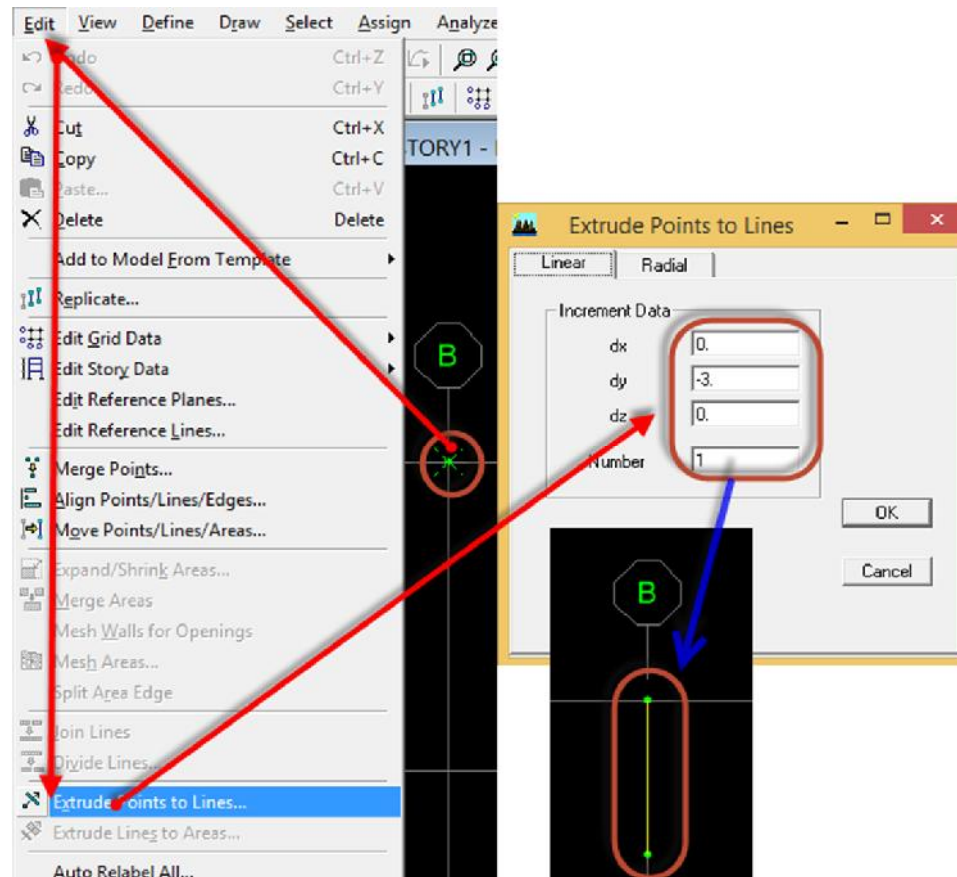 Edit View Define Draw Select Assign Analyze
Undo Ctrl+Z
Redo Ctrl+Y
Cut Ctrl+X
Copy Ctrl+C
Paste... Ctrl+V
Delete Delete
Add to Model From Template
Replicate...
Edit Grid Data
Edit Story Data
Edit Reference Planes...
Edit Reference Lines...
Merge Points...
Align Points/Lines/Edges...
Move Points/Lines/Areas...
Expand/Shrink Areas...
Merge Areas
Mesh Walls for Openings
Mesh Areas...
Split Area Edge
Join Lines
Divide Lines...
Extrude Points to Lines...
Extrude Lines to Areas...
Auto Relabel All...
TORY1 -
B
Extrude Points to Lines
Linear Radial
Increment Data
dx 0.
dy -3.
dz 0.
Number 1
OK
Cancel
B